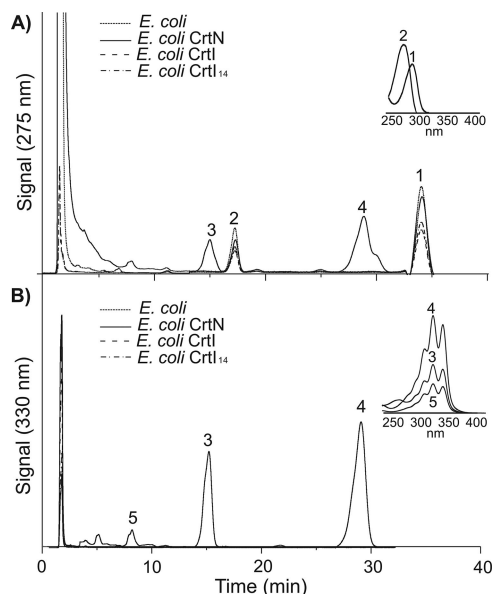 A)
E. coli
E. coli CrtN
E. coli CrtI
E. coli CrtI14
Signal (275 nm)
3
2
4
1
2
1
250 300 350 400
nm
B)
E. coli
E. coli CrtN
E. coli CrtI
E. coli CrtI14
Signal (330 nm)
5
3
4
4
3
5
250 300 350 400
nm
0 10 20 30 40
Time (min)